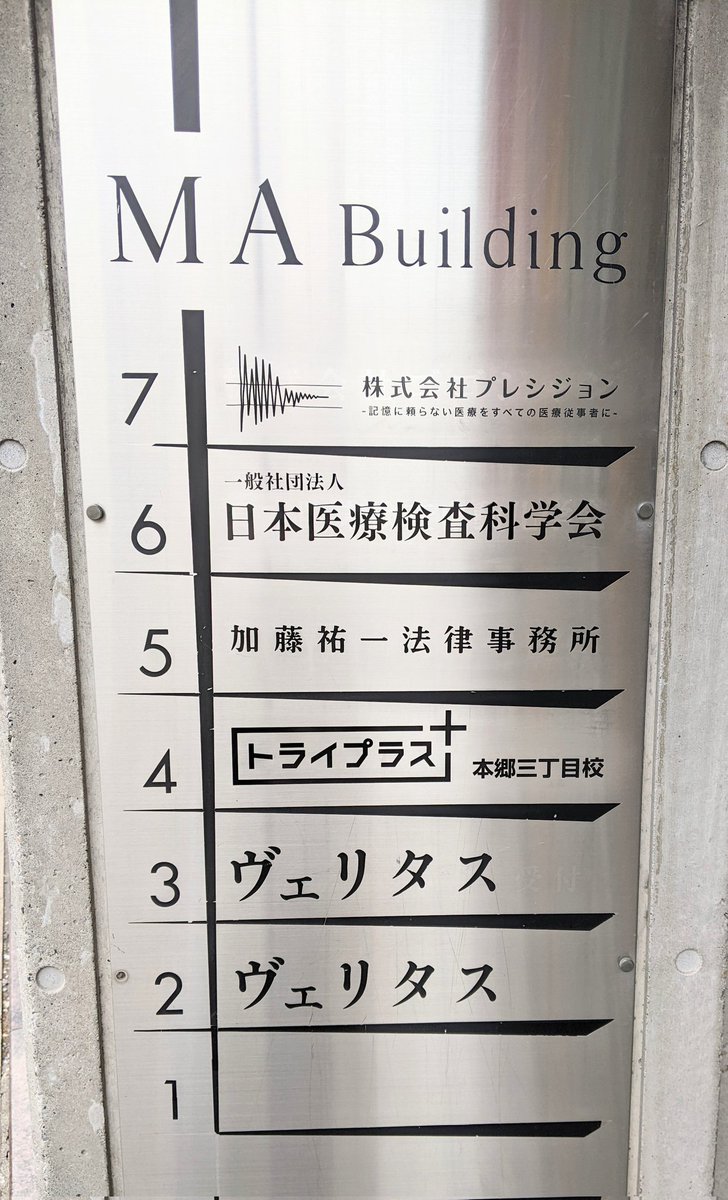 MA Building
7
株式会社プレシジョン
-記憶に頼らない医療をすべての医療従事者に-
6
一般社団法人
日本医療検査科学会
5
加藤祐一法律事務所
4
トライプラス
本郷三丁目校
3
ヴェリタス 受付
2
ヴェリタス
1